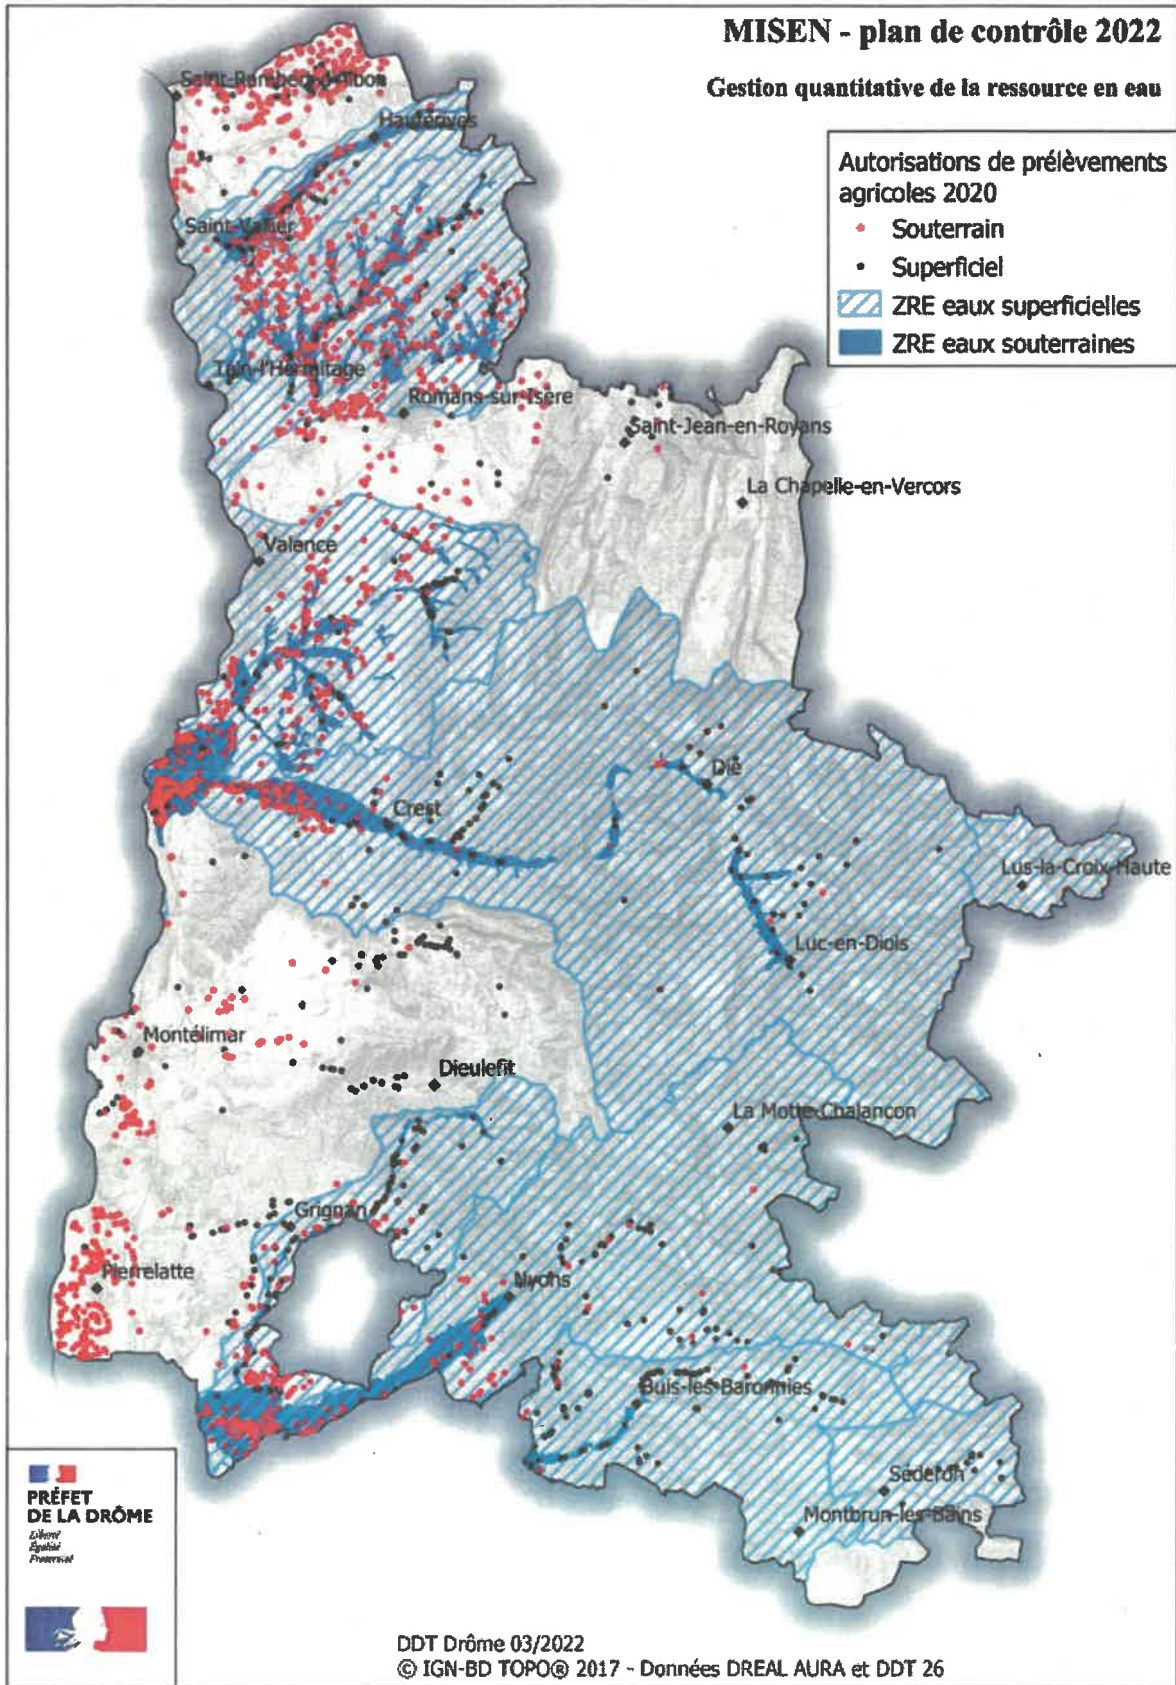 MISEN - plan de contrôle 2022
Gestion quantitative de la ressource en eau
Autorisations de prélèvements
agricoles 2020
Souterrain
Superficiel
ZRE eaux superficielles
ZRE eaux souterraines
Saint-Rambert-d'Albon
Hauterives
Saint-Vallier
Tain-l'Hermitage
Romans-sur-Isère
Saint-Jean-en-Royans
La Chapelle-en-Vercors
Valence
Die
Crest
Lus-la-Croix-Haute
Luc-en-Diois
Montélimar
Dieulefit
La Motte-Chalancon
Grignan
Pierrelatte
Nyons
Buis-les-Baronnies
Séderon
Montbrun-les-Bains
PRÉFET
DE LA DRÔME
Liberté
Égalité
Fraternité
DDT Drôme 03/2022
© IGN-BD TOPO® 2017 - Données DREAL AURA et DDT 26